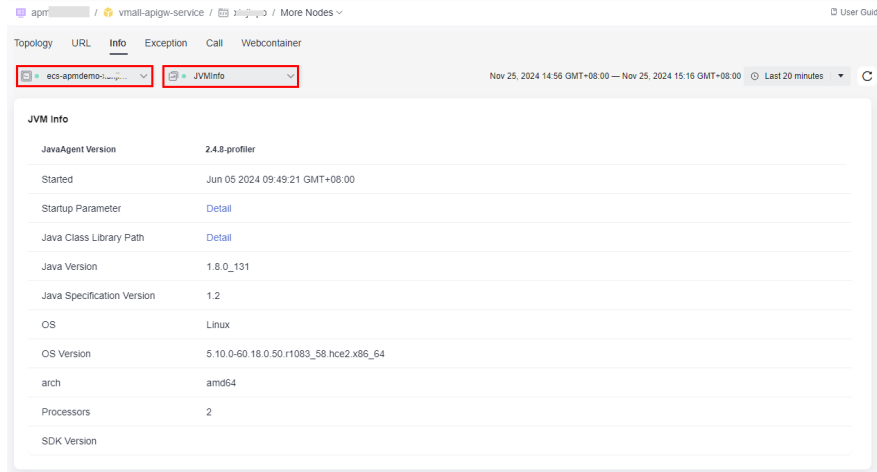 apm / vmall-apigw-service / / More Nodes User Guid
Topology URL Info Exception Call Webcontainer
ecs-apmdemo- JVMInfo Nov 25, 2024 14:56 GMT+08:00 — Nov 25, 2024 15:16 GMT+08:00 Last 20 minutes
JVM Info
JavaAgent Version 2.4.8-profiler
Started Jun 05 2024 09:49:21 GMT+08:00
Startup Parameter Detail
Java Class Library Path Detail
Java Version 1.8.0_131
Java Specification Version 1.2
OS Linux
OS Version 5.10.0-60.18.0.50.r1083_58.hce2.x86_64
arch amd64
Processors 2
SDK Version